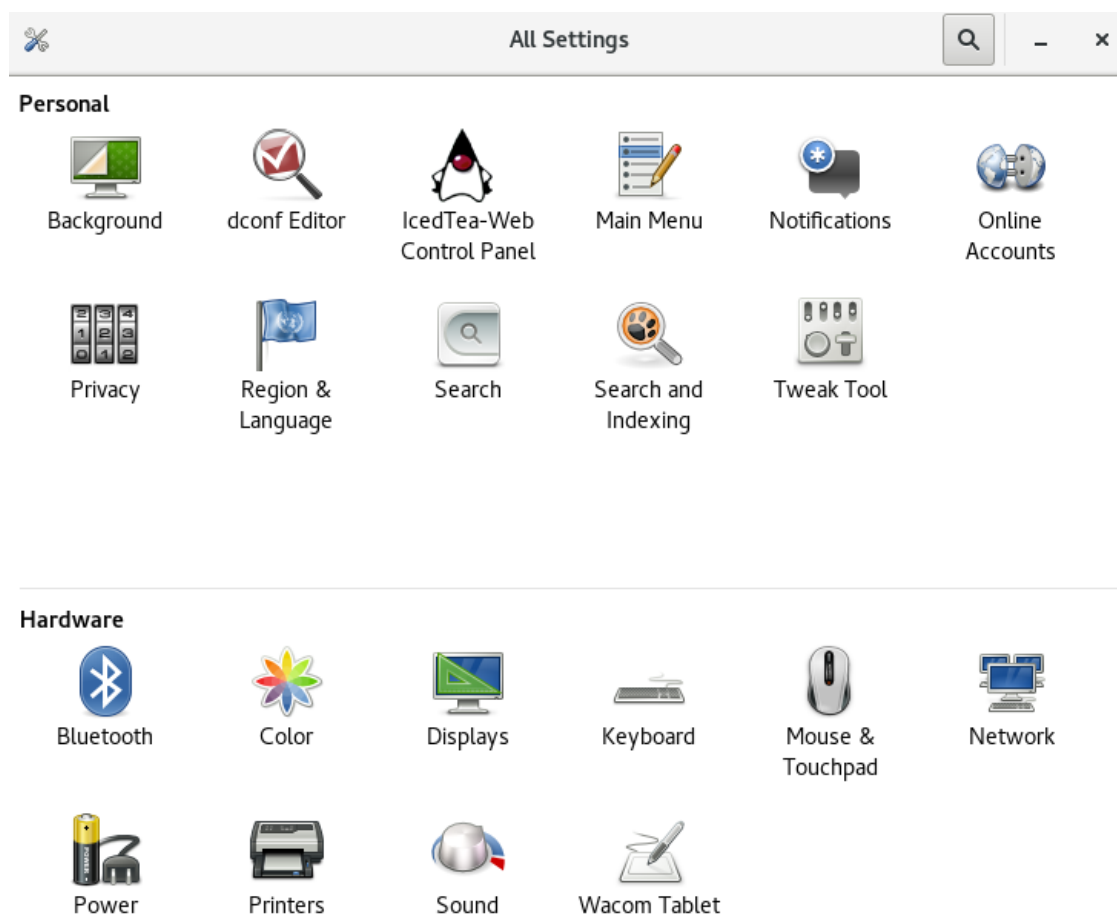 All Settings
Personal
Background
dconf Editor
IcedTea-Web
Control Panel
Main Menu
Notifications
Online
Accounts
Privacy
Region &
Language
Search
Search and
Indexing
Tweak Tool
Hardware
Bluetooth
Color
Displays
Keyboard
Mouse &
Touchpad
Network
Power
Printers
Sound
Wacom Tablet